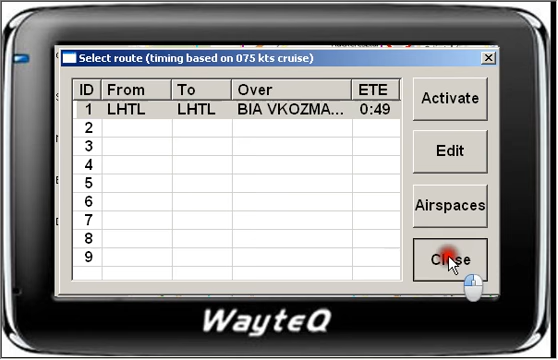 Select route (timing based on 075 kts cruise)
ID From To Over ETE
1 LHTL LHTL BIA VKOZMA... 0:49
2
3
4
5
6
7
8
9
Activate
Edit
Airspaces
Close
WayteQ